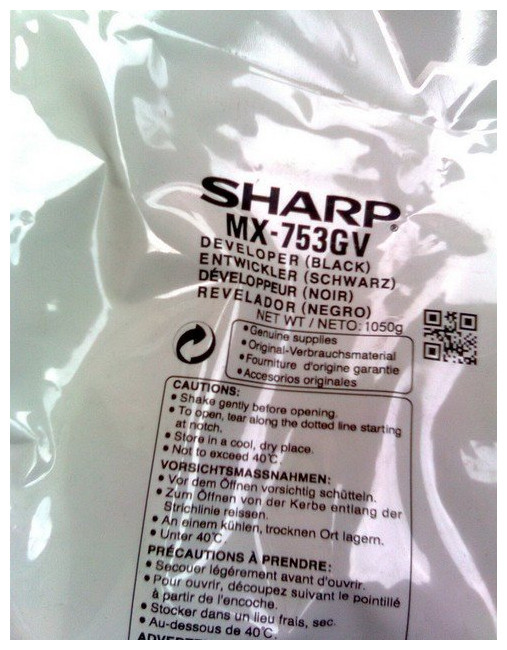 SHARP®
MX-753GV
DEVELOPER (BLACK)
ENTWICKLER (SCHWARZ)
DÉVELOPPEUR (NOIR)
REVELADOR (NEGRO)
NET WT / NETO: 1050g
• Genuine supplies
• Original-Verbrauchsmaterial
• Fourniture d'origine garantie
• Accesorios originales
CAUTIONS:
• Shake gently before opening.
• To open, tear along the dotted line starting
at notch.
• Store in a cool, dry place.
• Not to exceed 40℃.
VORSICHTSMASSNAHMEN:
• Vor dem Öffnen vorsichtig schütteln.
• Zum Öffnen von der Kerbe entlang der
Strichlinie reissen.
• An einem kühlen, trocknen Ort lagern.
• Unter 40℃.
PRÉCAUTIONS À PRENDRE:
• Secouer légérement avant d'ouvrir.
• Pour ouvrir, découpez suivant le pointillé
à partir de l'encoche.
• Stocker dans un lieu frais, sec.
• Au-dessous de 40℃.